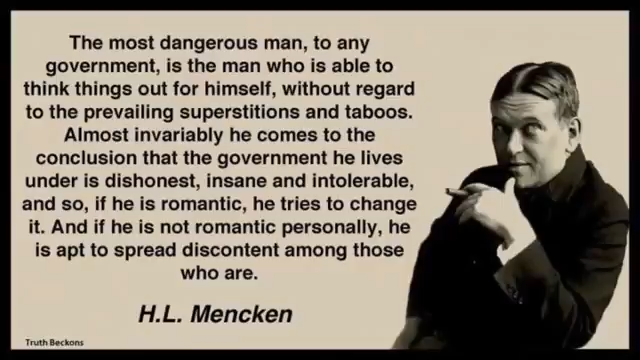 The most dangerous man, to any
government, is the man who is able to
think things out for himself, without regard
to the prevailing superstitions and taboos.
Almost invariably he comes to the
conclusion that the government he lives
under is dishonest, insane and intolerable,
and so, if he is romantic, he tries to change
it. And if he is not romantic personally, he
is apt to spread discontent among those
who are.
H.L. Mencken
Truth Beckons